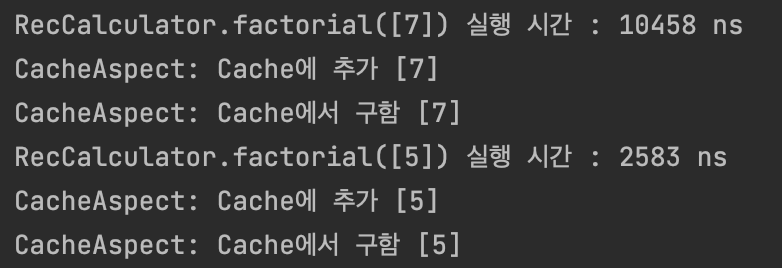 RecCalculator.factorial([7]) 실행 시간 : 10458 ns
CacheAspect: Cache에 추가 [7]
CacheAspect: Cache에서 구함 [7]
RecCalculator.factorial([5]) 실행 시간 : 2583 ns
CacheAspect: Cache에 추가 [5]
CacheAspect: Cache에서 구함 [5]